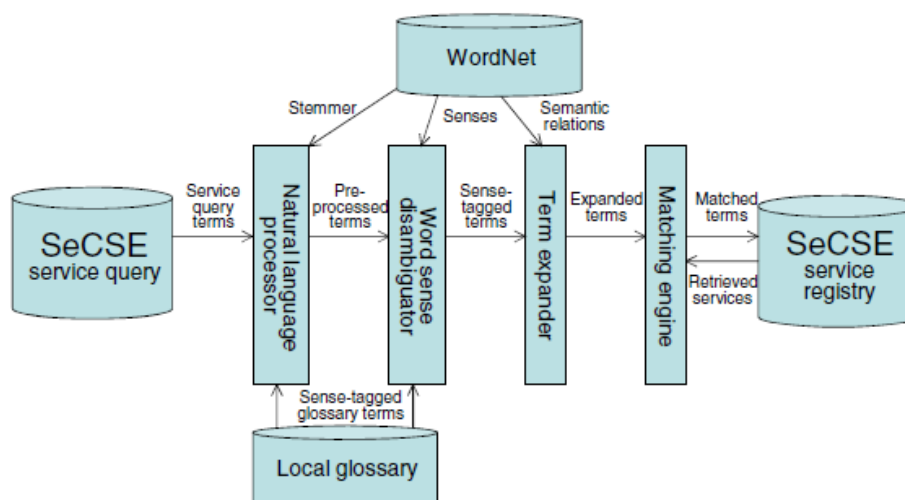 WordNet
Stemmer
Senses
Semantic
relations
SeCSE
service query
Service
query
terms
Natural language
processor
Pre-
processed
terms
Word sense
disambiguator
Sense-
tagged
terms
Term expander
Expanded
terms
Matching engine
Matched
terms
Retrieved
services
SeCSE
service
registry
Sense-tagged
glossary terms
Local glossary